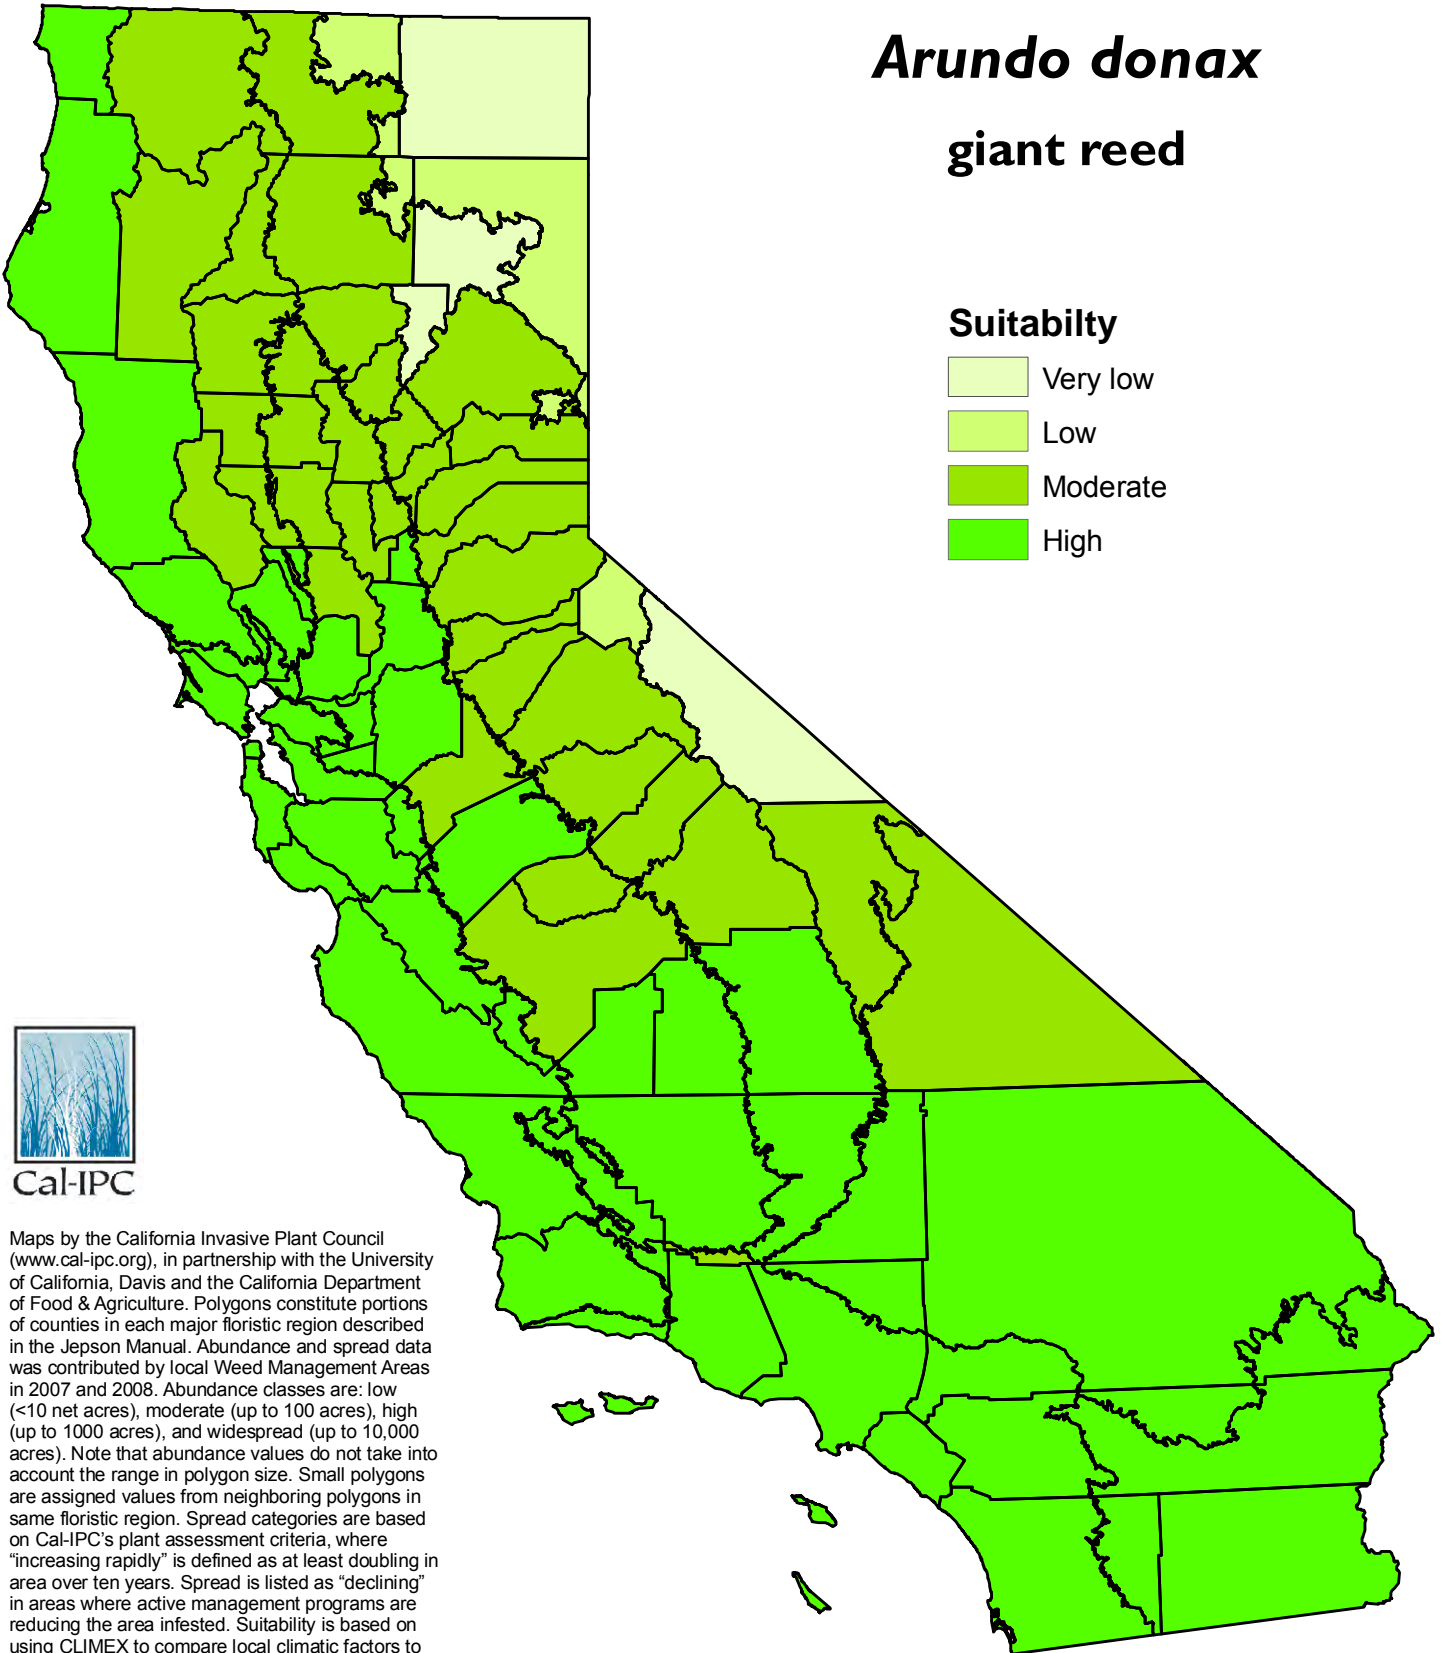 Arundo donax
giant reed
Suitabilty
Very low
Low
Moderate
High
Cal-IPC
Maps by the California Invasive Plant Council
(www.cal-ipc.org), in partnership with the University
of California, Davis and the California Department
of Food & Agriculture. Polygons constitute portions
of counties in each major floristic region described
in the Jepson Manual. Abundance and spread data
was contributed by local Weed Management Areas
in 2007 and 2008. Abundance classes are: low
(<10 net acres), moderate (up to 100 acres), high
(up to 1000 acres), and widespread (up to 10,000
acres). Note that abundance values do not take into
account the range in polygon size. Small polygons
are assigned values from neighboring polygons in
same floristic region. Spread categories are based
on Cal-IPC's plant assessment criteria, where
“increasing rapidly” is defined as at least doubling in
area over ten years. Spread is listed as “declining”
in areas where active management programs are
reducing the area infested. Suitability is based on
using CLIMEX to compare local climatic factors to